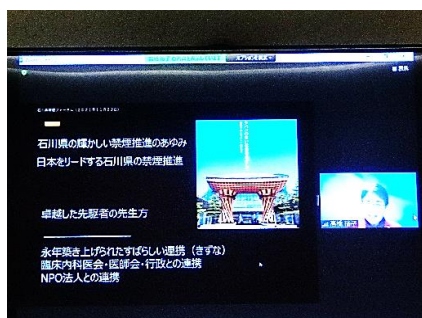 石川県の輝かしい禁煙推進のあゆみ
日本をリードする石川県の禁煙推進
卓越した先駆者の先生方
永年築き上げられたすばらしい連携（きずな）
臨床内科医会・医師会・行政との連携
NPO法人との連携